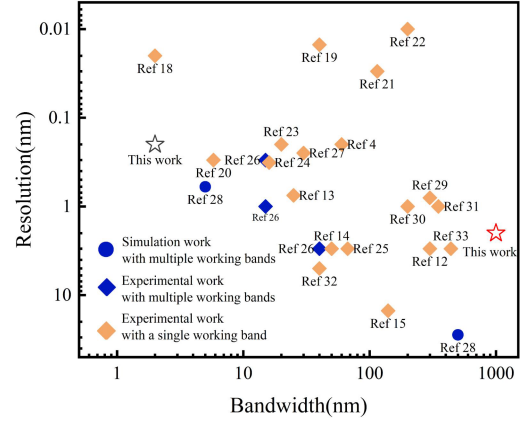 0.01
Ref 22
Ref 19
Ref 18
Ref 21
0.1
Ref 23
Ref 4
This work
Ref 26
Ref 27
Ref 24
Ref 20
Ref 28
Ref 13
Ref 29
1
Ref 26
Ref 30
Ref 31
Resolution(nm)
Ref 14
Ref 33
Simulation work
with multiple working bands
Ref 26
Ref 25
Ref 12
This work
Experimental work
with multiple working bands
Ref 32
10
Experimental work
with a single working band
Ref 15
Ref 28
1
10
100
1000
Bandwidth(nm)